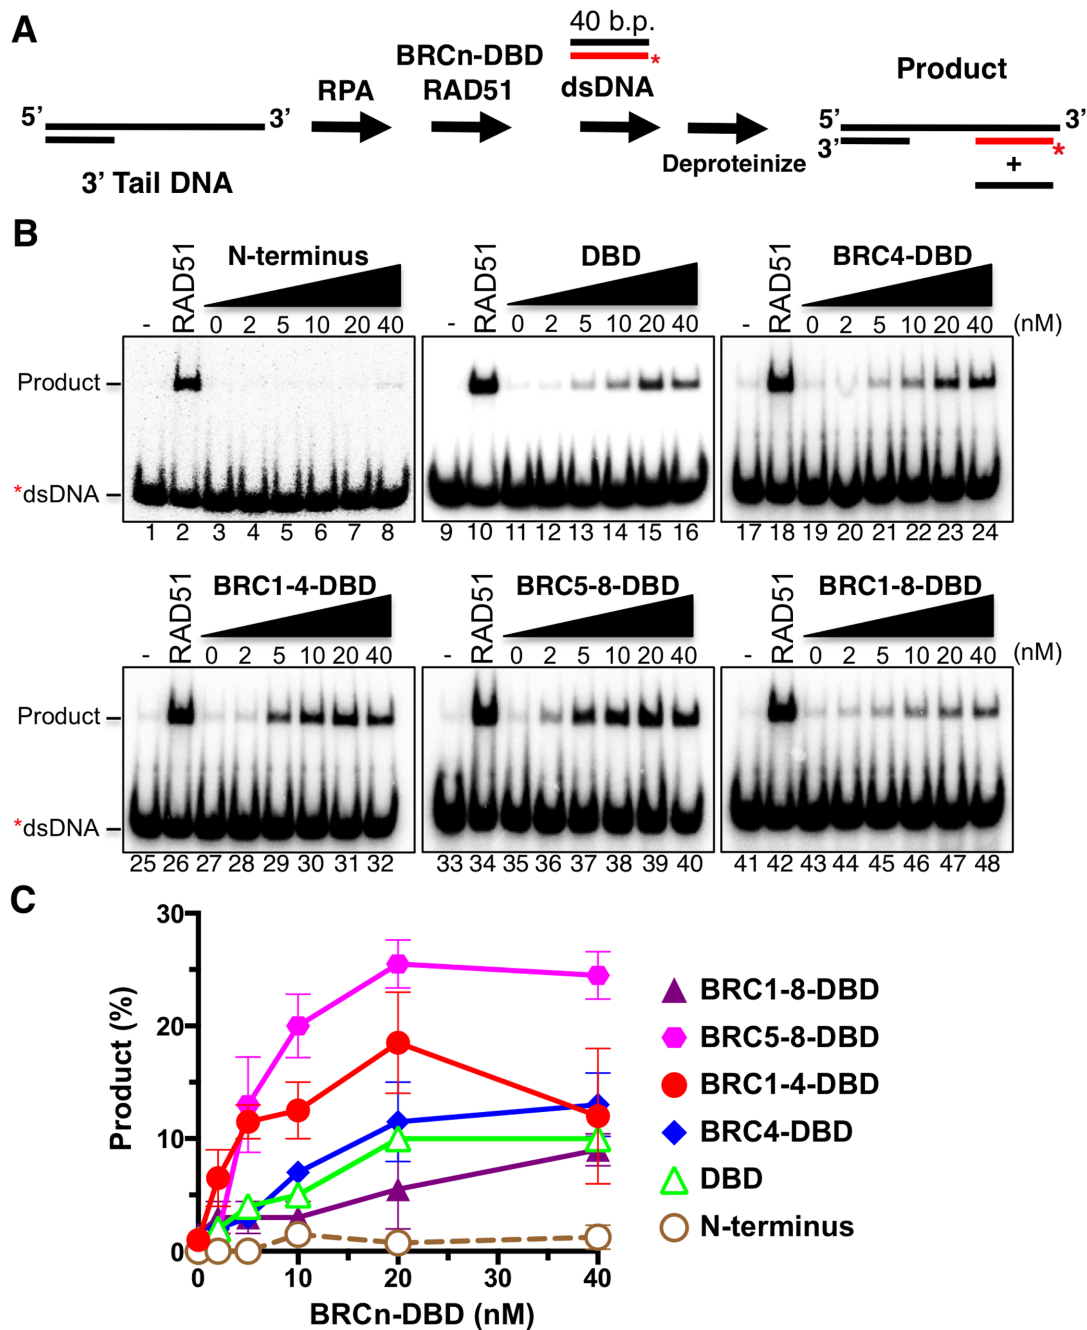 A
40 b.p.
BRCn-DBD
RPA RAD51 dsDNA *
Product
5’ 3’
5’ 3’
3’ *
Deproteinize
+
3’ Tail DNA
B
N-terminus DBD BRC4-DBD
- RAD51 0 2 5 10 20 40 - RAD51 0 2 5 10 20 40 - RAD51 0 2 5 10 20 40 (nM)
Product
*dsDNA
1 2 3 4 5 6 7 8 9 10 11 12 13 14 15 16 17 18 19 20 21 22 23 24
BRC1-4-DBD BRC5-8-DBD BRC1-8-DBD
- RAD51 0 2 5 10 20 40 - RAD51 0 2 5 10 20 40 - RAD51 0 2 5 10 20 40 (nM)
Product
*dsDNA
25 26 27 28 29 30 31 32 33 34 35 36 37 38 39 40 41 42 43 44 45 46 47 48
C
30
20
10
0
Product (%)
0 10 20 30 40
BRCn-DBD (nM)
BRC1-8-DBD
BRC5-8-DBD
BRC1-4-DBD
BRC4-DBD
DBD
N-terminus